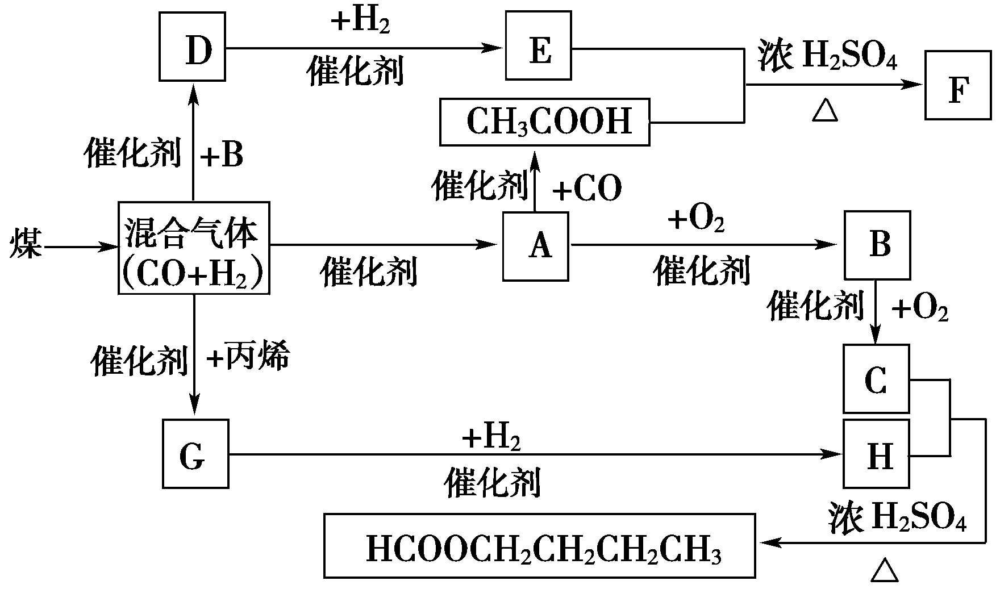 D
+H₂
催化剂
E
浓 H₂SO₄
△
F
CH₃COOH
催化剂
+B
催化剂
+CO
煤
混合气体
(CO+H₂)
催化剂
A
+O₂
催化剂
B
催化剂
+O₂
催化剂
+丙烯
C
G
+H₂
催化剂
H
浓 H₂SO₄
△
HCOOCH₂CH₂CH₂CH₃